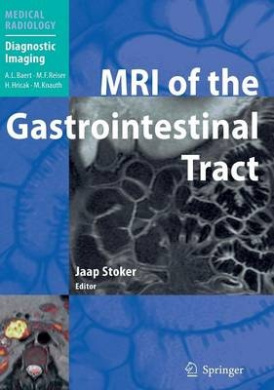 MEDICAL
RADIOLOGY
Diagnostic
Imaging
A.L. Baert · M.F. Reiser
H. Hricak · M. Knauth
MRI of the
Gastrointestinal
Tract
Jaap Stoker
Editor
Springer